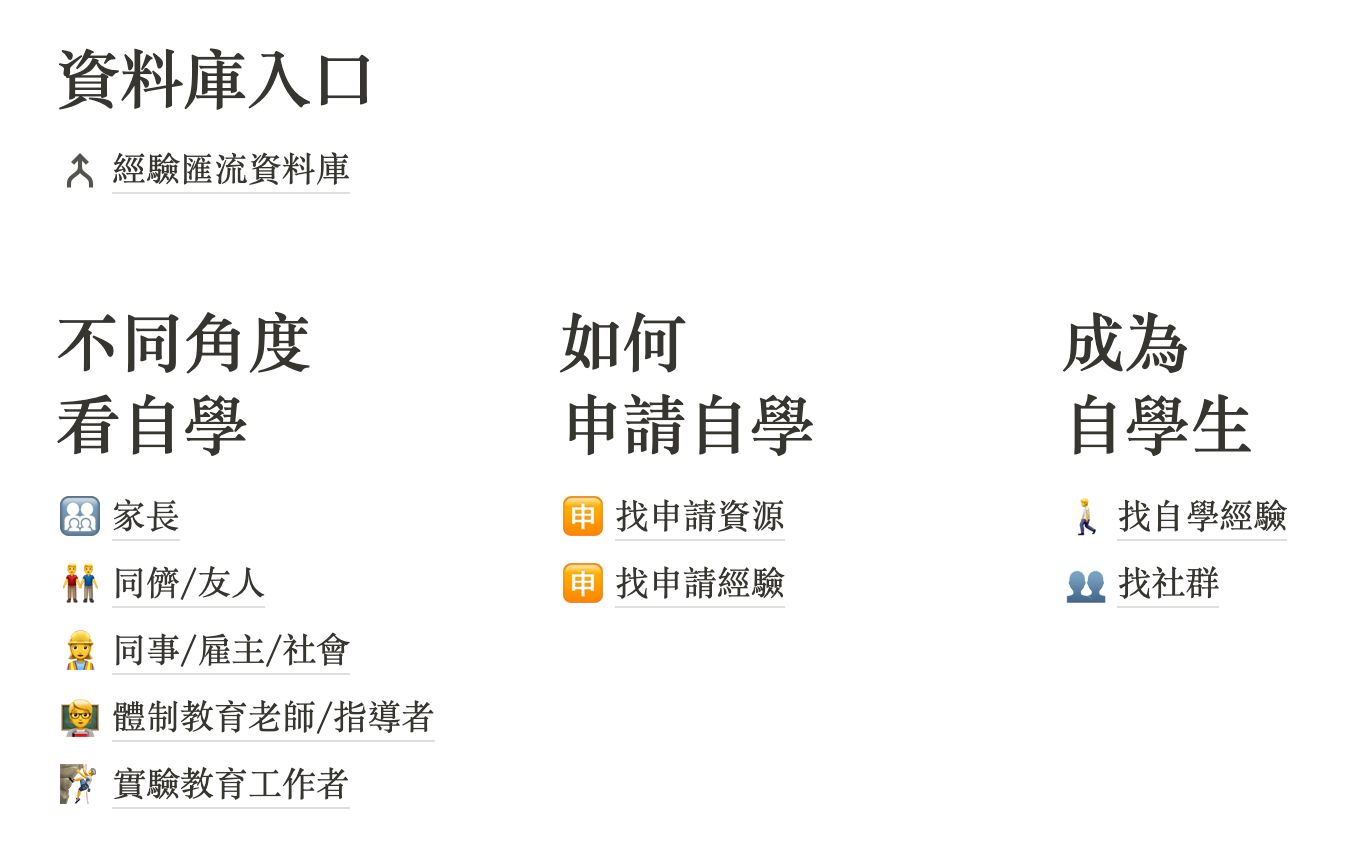 資料庫入口
經驗匯流資料庫
不同角度
看自學
家長
同儕/友人
同事/雇主/社會
體制教育老師/指導者
實驗教育工作者
如何
申請自學
申 找申請資源
申 找申請經驗
成為
自學生
找自學經驗
找社群